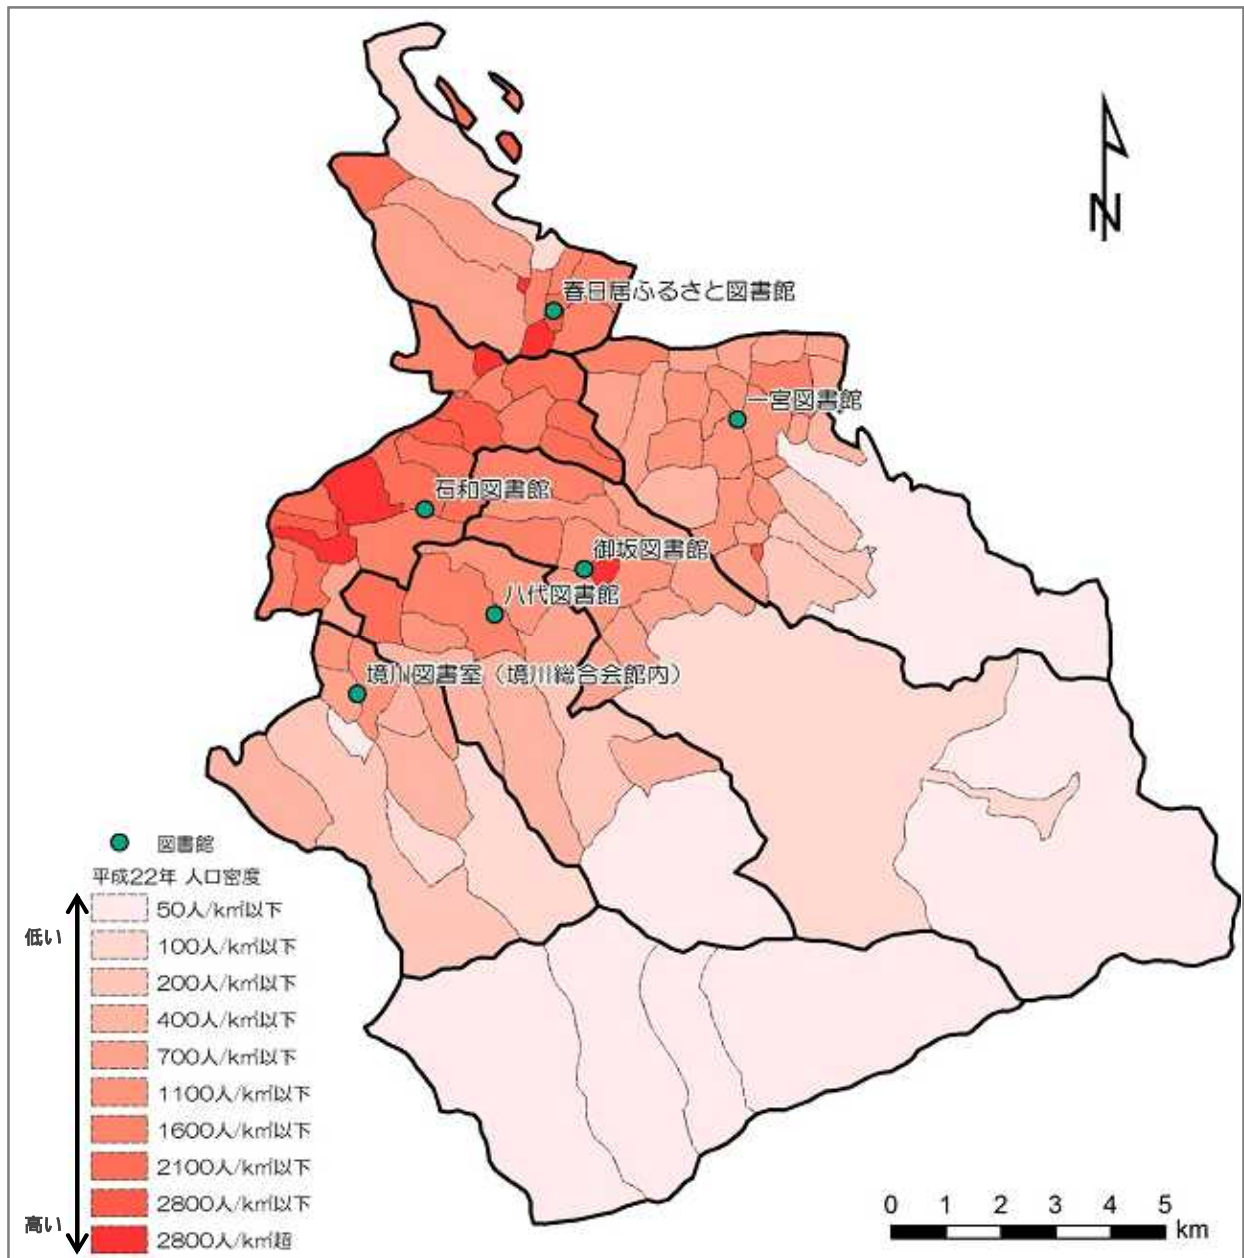 N
春日居ふるさと図書館
一宮図書館
石和図書館
御坂図書館
八代図書館
境川図書室（境川総合会館内）
図書館
平成22年 人口密度
低い
50人/k㎡以下
100人/k㎡以下
200人/k㎡以下
400人/k㎡以下
700人/k㎡以下
1100人/k㎡以下
1600人/k㎡以下
2100人/k㎡以下
2800人/k㎡以下
高い
2800人/k㎡超
0 1 2 3 4 5
km